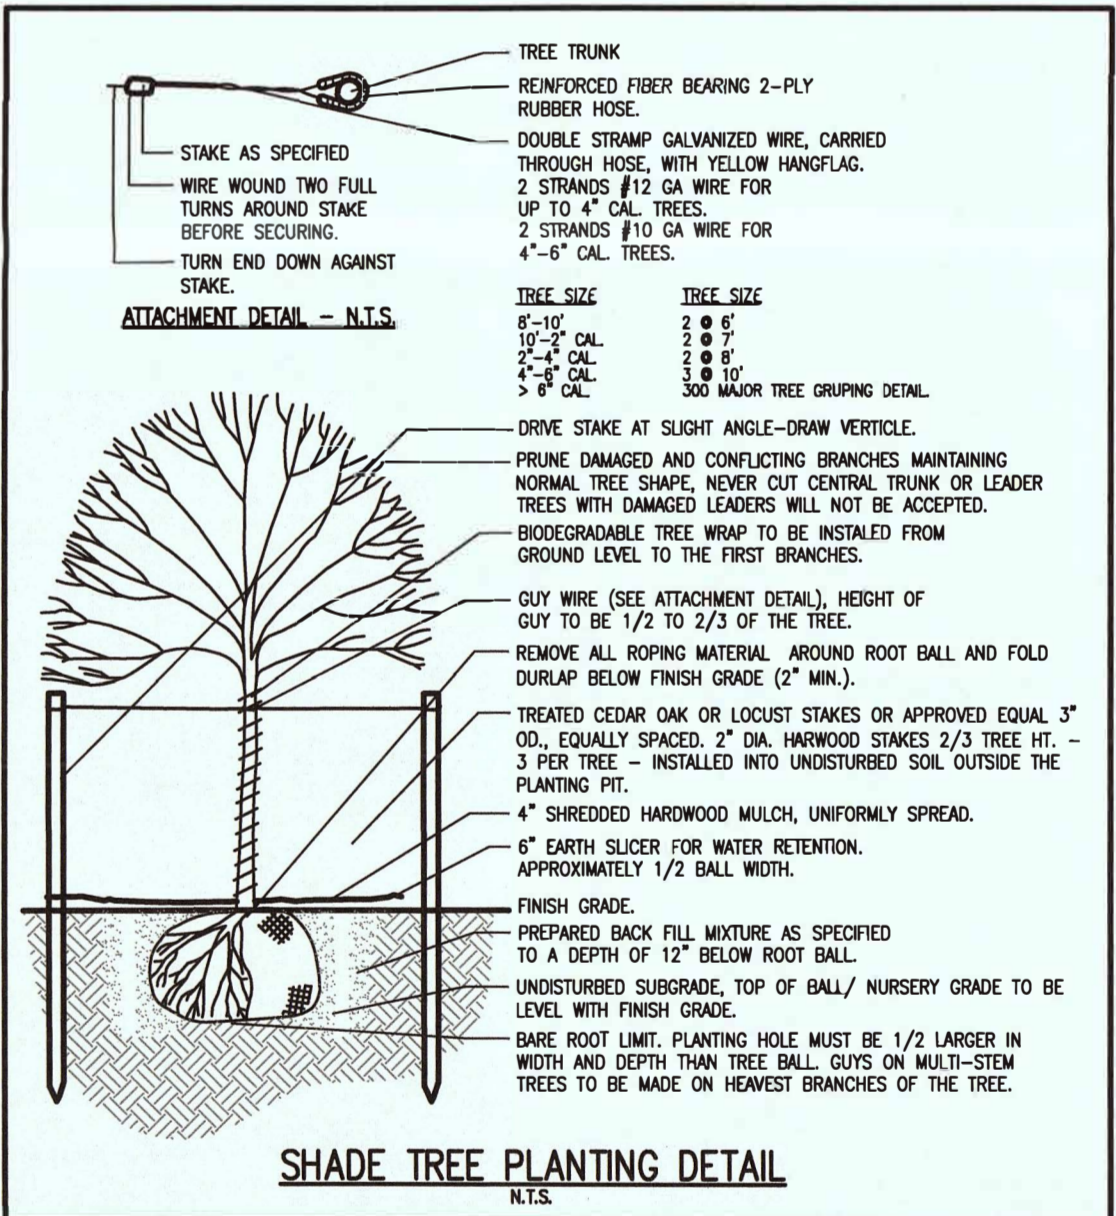 TREE TRUNK
REINFORCED FIBER BEARING 2-PLY
RUBBER HOSE.
DOUBLE STRAMP GALVANIZED WIRE, CARRIED
THROUGH HOSE, WITH YELLOW HANGFLAG.
2 STRANDS #12 GA WIRE FOR
UP TO 4" CAL. TREES.
2 STRANDS #10 GA WIRE FOR
4"-6" CAL. TREES.
STAKE AS SPECIFIED
WIRE WOUND TWO FULL
TURNS AROUND STAKE
BEFORE SECURING.
TURN END DOWN AGAINST
STAKE.
ATTACHMENT DETAIL - N.T.S.
TREE SIZE TREE SIZE
8'-10' 2 @ 6'
10'-2" CAL. 2 @ 7'
2"-4" CAL. 2 @ 8'
4"-6" CAL. 3 @ 10'
> 6" CAL 300 MAJOR TREE GRUPING DETAIL
DRIVE STAKE AT SLIGHT ANGLE-DRAW VERTICLE.
PRUNE DAMAGED AND CONFLICTING BRANCHES MAINTAINING
NORMAL TREE SHAPE, NEVER CUT CENTRAL TRUNK OR LEADER
TREES WITH DAMAGED LEADERS WILL NOT BE ACCEPTED.
BIODEGRADABLE TREE WRAP TO BE INSTALED FROM
GROUND LEVEL TO THE FIRST BRANCHES.
GUY WIRE (SEE ATTACHMENT DETAIL), HEIGHT OF
GUY TO BE 1/2 TO 2/3 OF THE TREE.
REMOVE ALL ROPING MATERIAL AROUND ROOT BALL AND FOLD
DURLAP BELOW FINISH GRADE (2" MIN.).
TREATED CEDAR OAK OR LOCUST STAKES OR APPROVED EQUAL 3"
OD., EQUALLY SPACED. 2" DIA. HARWOOD STAKES 2/3 TREE HT. -
3 PER TREE - INSTALLED INTO UNDISTURBED SOIL OUTSIDE THE
PLANTING PIT.
4" SHREDDED HARDWOOD MULCH, UNIFORMLY SPREAD.
6" EARTH SLICER FOR WATER RETENTION.
APPROXIMATELY 1/2 BALL WIDTH.
FINISH GRADE.
PREPARED BACK FILL MIXTURE AS SPECIFIED
TO A DEPTH OF 12" BELOW ROOT BALL.
UNDISTURBED SUBGRADE, TOP OF BALL/ NURSERY GRADE TO BE
LEVEL WITH FINISH GRADE.
BARE ROOT LIMIT. PLANTING HOLE MUST BE 1/2 LARGER IN
WIDTH AND DEPTH THAN TREE BALL. GUYS ON MULTI-STEM
TREES TO BE MADE ON HEAVEST BRANCHES OF THE TREE.
SHADE TREE PLANTING DETAIL
N.T.S.